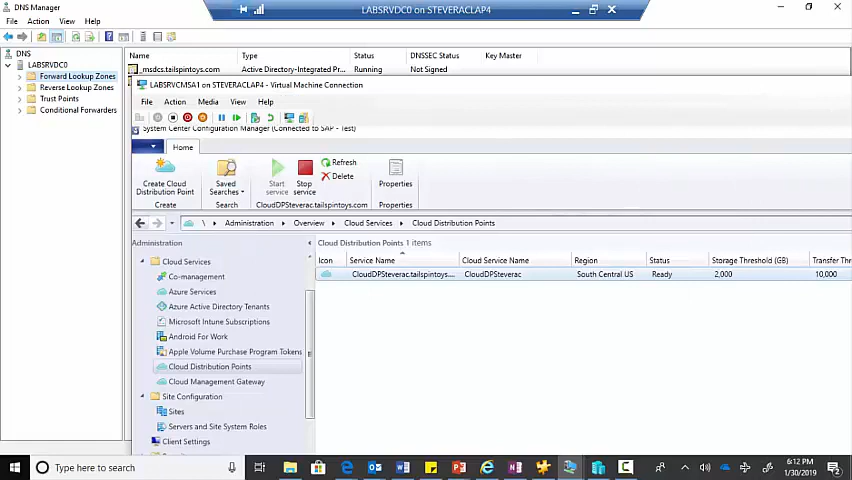 DNS Manager
LABSRVDC0 on STEVERACLAP4
File Action View Help
DNS
LABSRVDC0
Forward Lookup Zones
Reverse Lookup Zones
Trust Points
Conditional Forwarders
Name Type Status DNSSEC Status Key Master
_msdcs.tailspintoys.com Active Directory-Integrated Pr... Running Not Signed
LABSRVCMSA1 on STEVERACLAP4 - Virtual Machine Connection
File Action Media View Help
System Center Configuration Manager (Connected to SAP - Test)
Home
Create Cloud
Distribution Point
Create
Saved
Searches
Search
Start
service
Stop
service
Refresh
Delete
CloudDPSteverac.tailspintoys.com
Properties
Properties
\ Administration Overview Cloud Services Cloud Distribution Points
Administration
Cloud Services
Co-management
Azure Services
Azure Active Directory Tenants
Microsoft Intune Subscriptions
Android For Work
Apple Volume Purchase Program Tokens
Cloud Distribution Points
Cloud Management Gateway
Site Configuration
Sites
Servers and Site System Roles
Client Settings
Cloud Distribution Points 1 items
Icon Service Name Cloud Service Name Region Status Storage Threshold (GB) Transfer Thr
CloudDPSteverac.tailspintoys.... CloudDPSteverac South Central US Ready 2,000 10,000
Type here to search
6:12 PM
1/30/2019